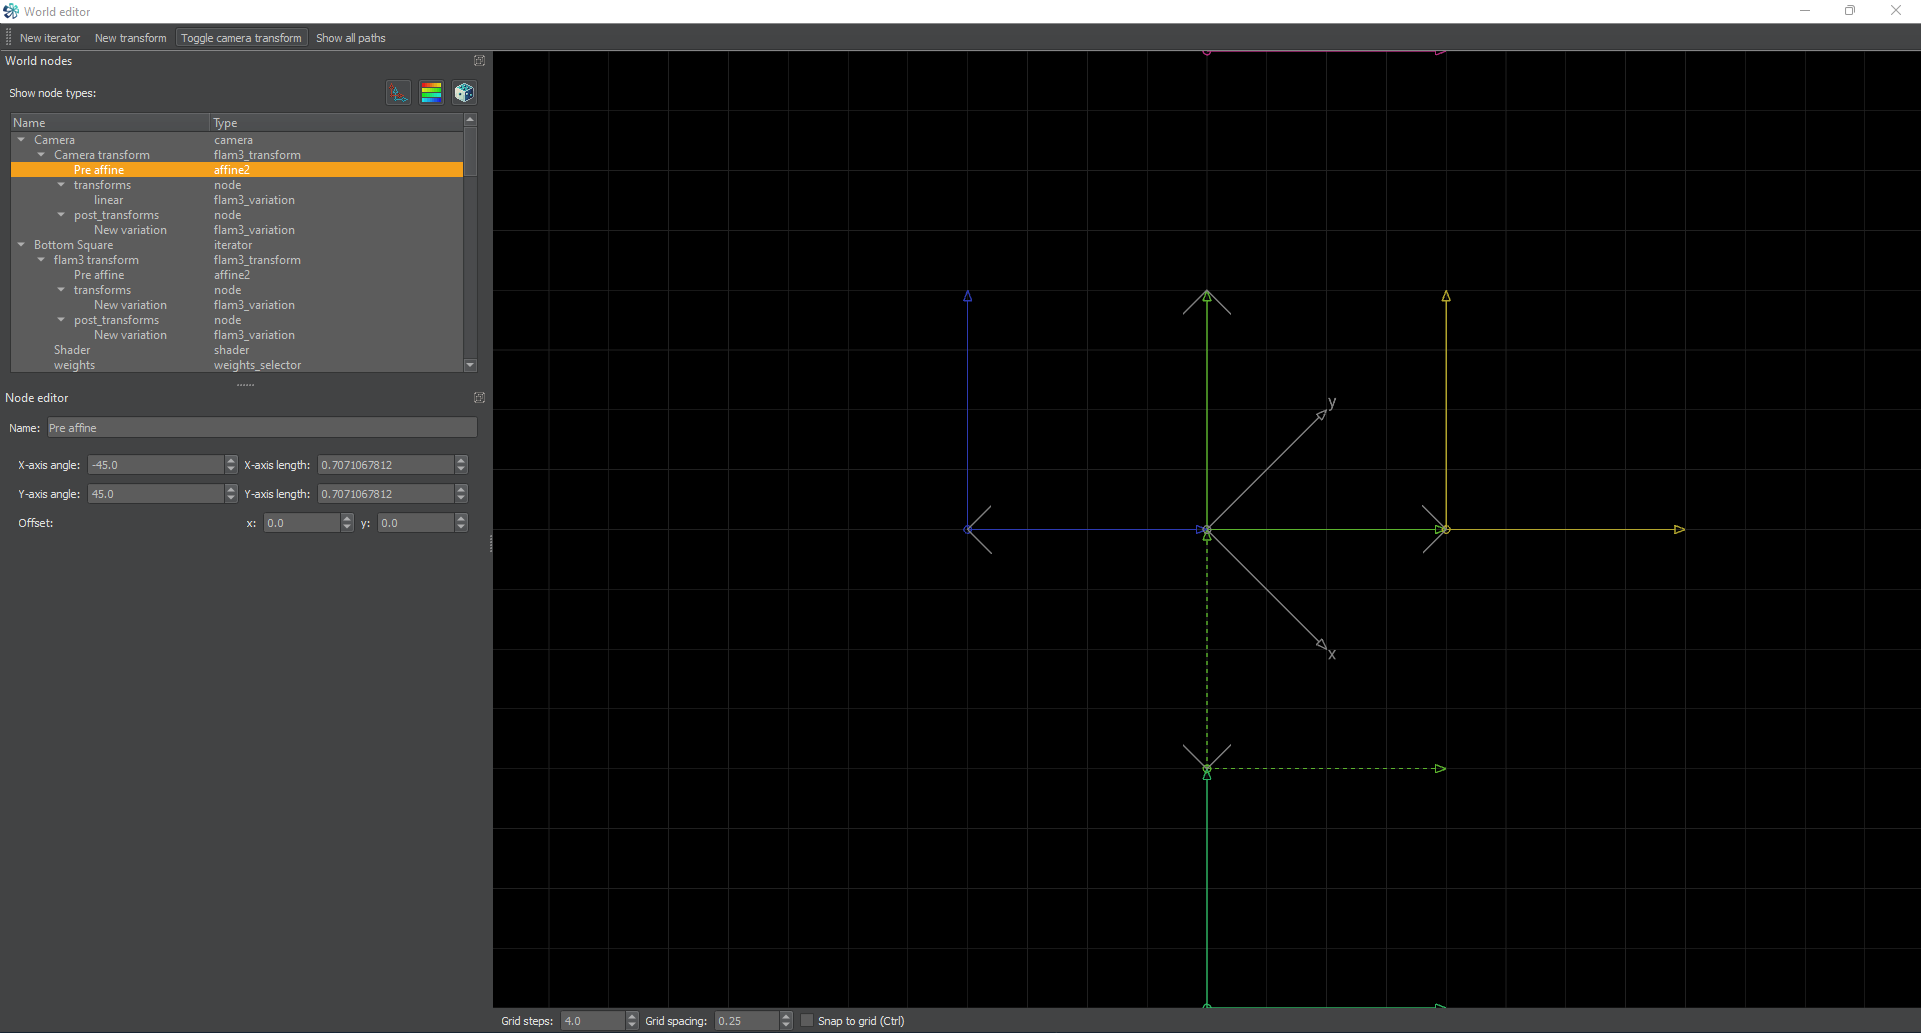 World editor
New iterator New transform Toggle camera transform Show all paths
World nodes
Show node types:
Name Type
Camera camera
Camera transform flam3_transform
Pre affine affine2
transforms node
linear flam3_variation
post_transforms node
New variation flam3_variation
Bottom Square iterator
flam3 transform flam3_transform
Pre affine affine2
transforms node
New variation flam3_variation
post_transforms node
New variation flam3_variation
Shader shader
weights weights_selector
Node editor
Name: Pre affine
X-axis angle: -45.0 X-axis length: 0.7071067812
Y-axis angle: 45.0 Y-axis length: 0.7071067812
Offset: x: 0.0 y: 0.0
y
x
Grid steps: 4.0 Grid spacing: 0.25 Snap to grid (Ctrl)